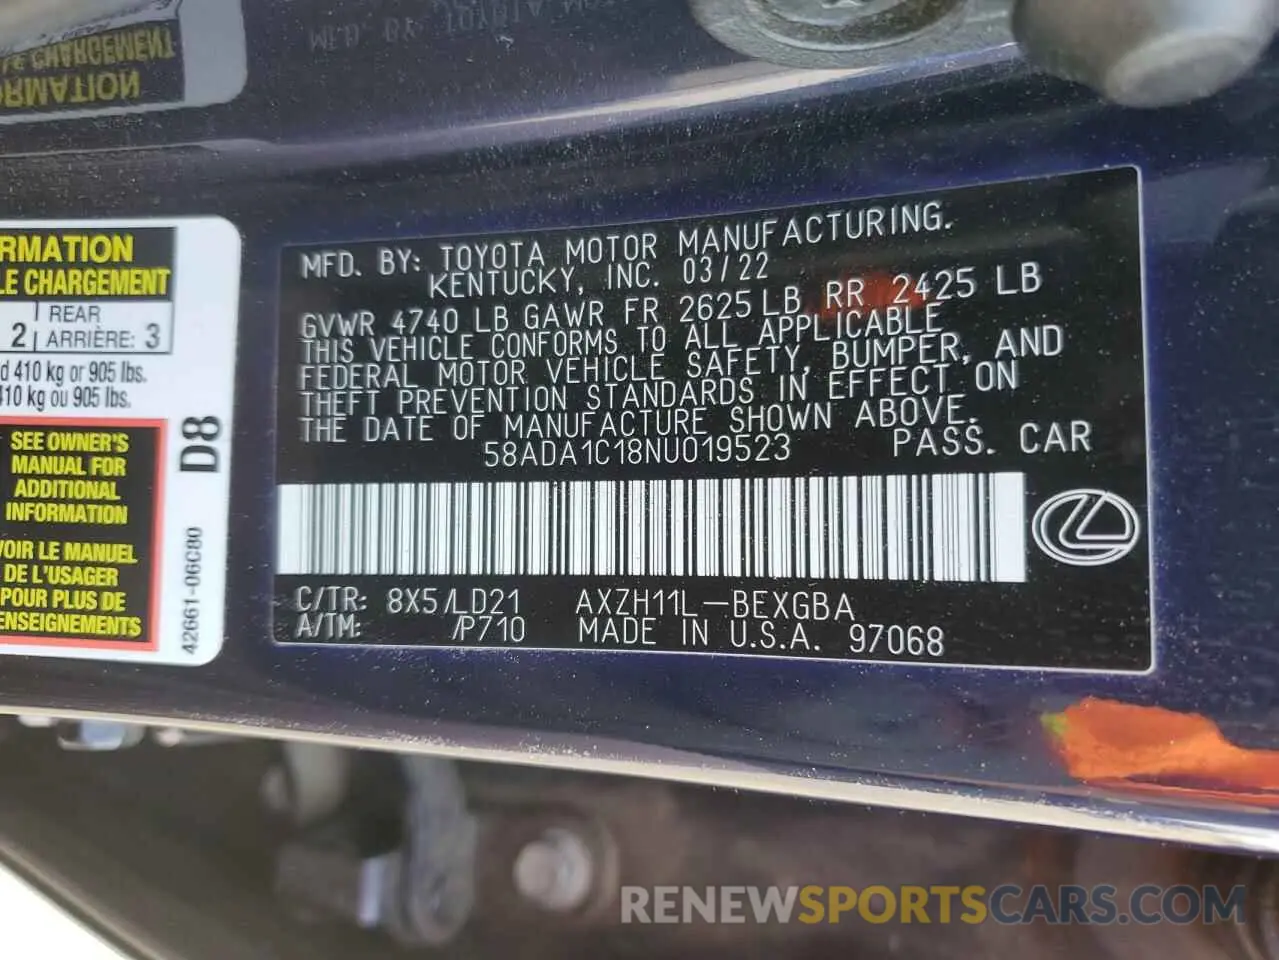 RMATION
LE CHARGEMENT
REAR
2 ARRIÈRE: 3
d 410 kg or 905 lbs.
410 kg ou 905 lbs.
SEE OWNER'S
MANUAL FOR
ADDITIONAL
INFORMATION
VOIR LE MANUEL
DE L'USAGER
POUR PLUS DE
RENSEIGNEMENTS
D8
42661-06C80
MFD. BY: TOYOTA MOTOR MANUFACTURING.
KENTUCKY, INC. 03/22
GVWR 4740 LB GAWR FR 2625 LB RR 2425 LB
THIS VEHICLE CONFORMS TO ALL APPLICABLE
FEDERAL MOTOR VEHICLE SAFETY, BUMPER, AND
THEFT PREVENTION STANDARDS IN EFFECT ON
THE DATE OF MANUFACTURE SHOWN ABOVE.
58ADA1C18NU019523 PASS. CAR
C/TR: 8X5/LD21 AXZH11L-BEXGBA
A/TM: /P710 MADE IN U.S.A. 97068
RENEWSPORTSCARS.COM